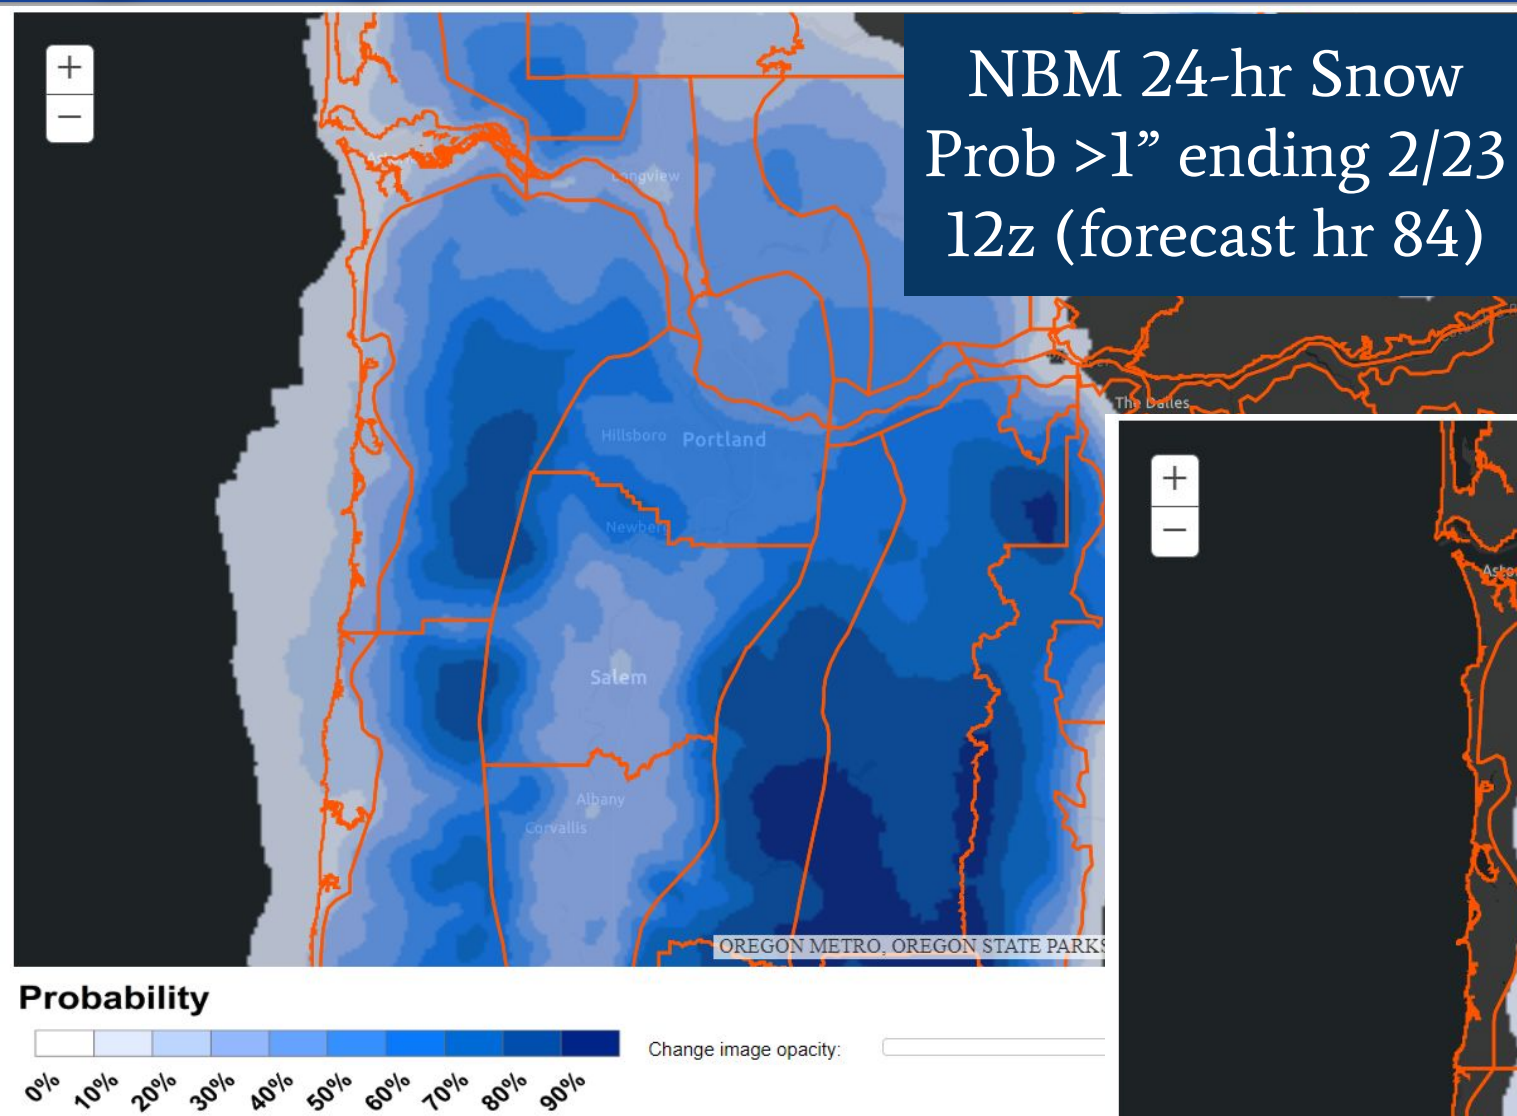 NBM 24-hr Snow
Prob >1” ending 2/23
12z (forecast hr 84)
+
−
Longview
The Dalles
Hillsboro Portland
Newberg
Salem
Albany
Corvallis
OREGON METRO, OREGON STATE PARKS
+
−
Probability
Change image opacity:
0% 10% 20% 30% 40% 50% 60% 70% 80% 90%